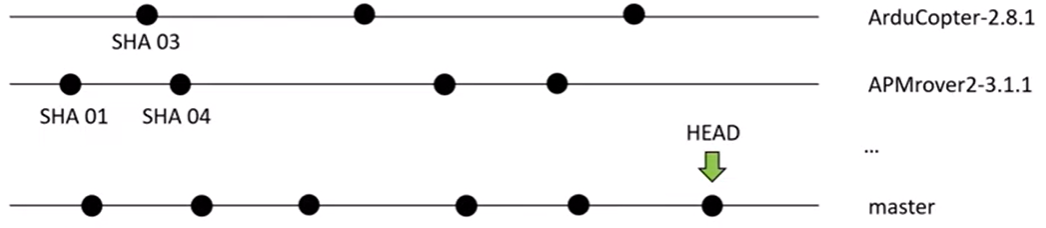 ArduCopter-2.8.1
SHA 03
APMrover2-3.1.1
SHA 01
SHA 04
HEAD
...
master